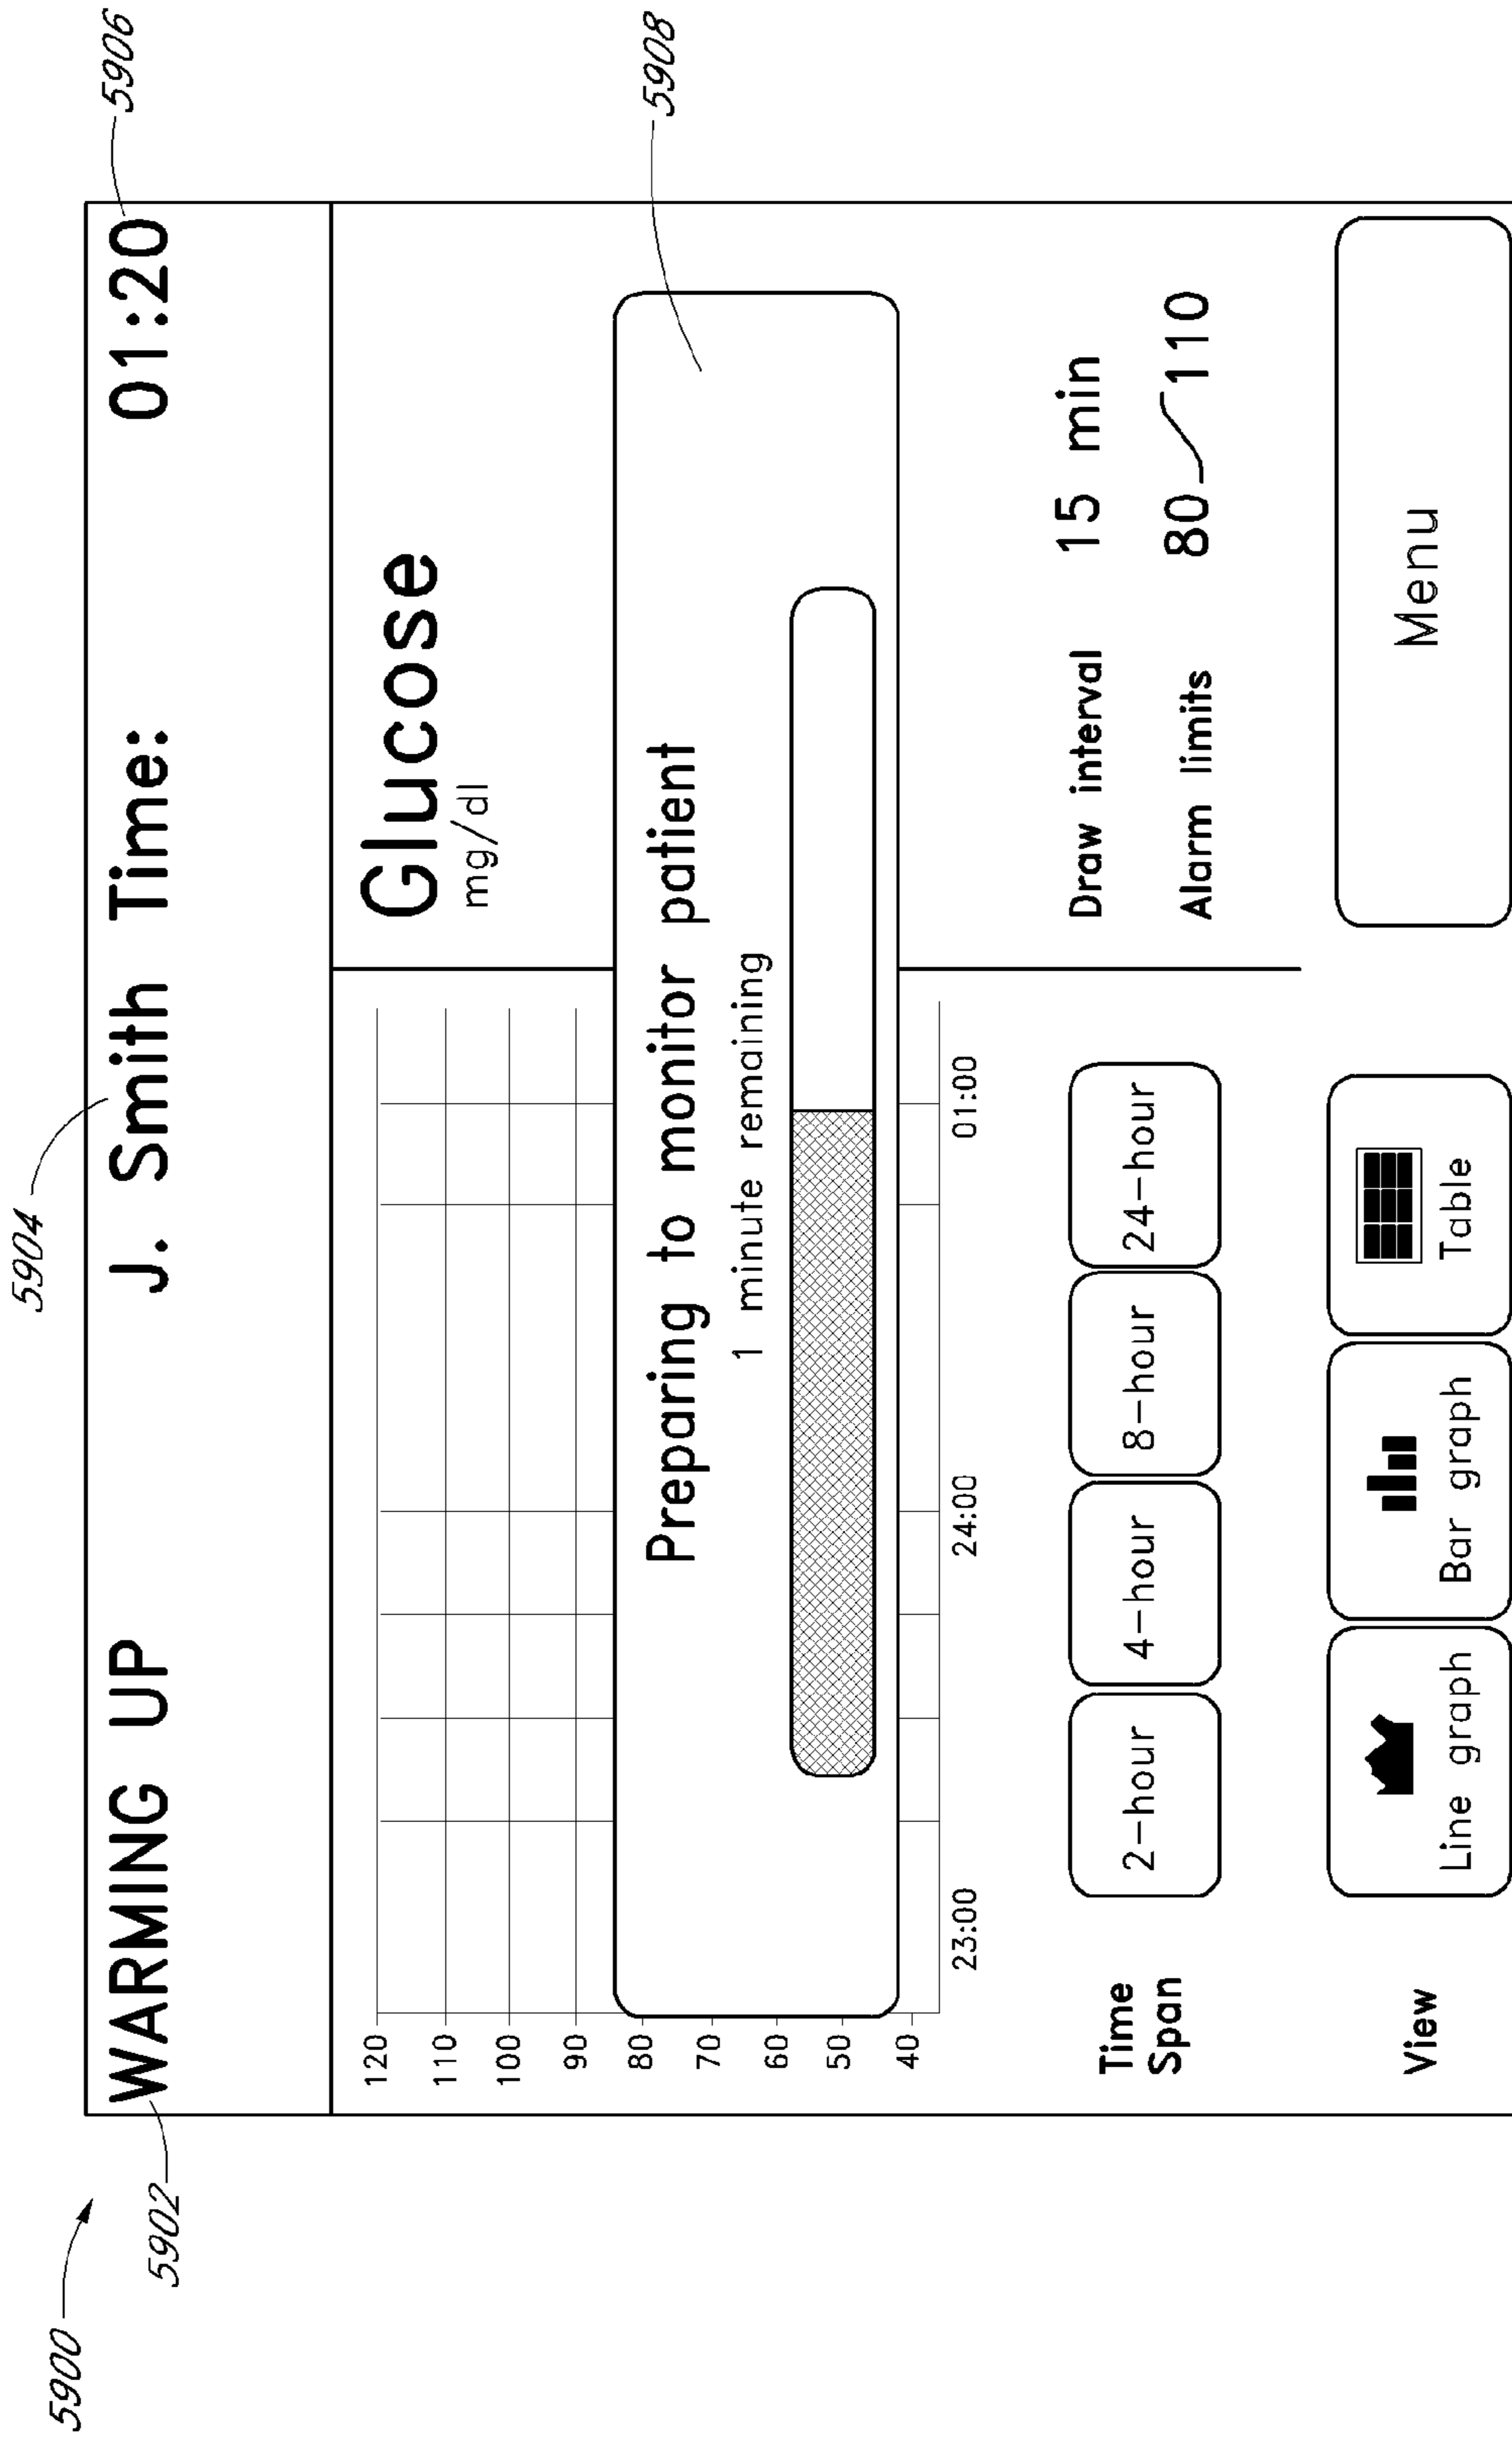 5900
5902
5904
5906
WARMING UP J. Smith Time: 01:20
Glucose
mg/dl
120
110
100
90
80
70
60
50
40
Preparing to monitor patient
1 minute remaining
5908
23:00 24:00 01:00
Draw interval 15 min
Alarm limits 80 110
Time
Span
2-hour 4-hour 8-hour 24-hour
View
Line graph Bar graph Table
Menu